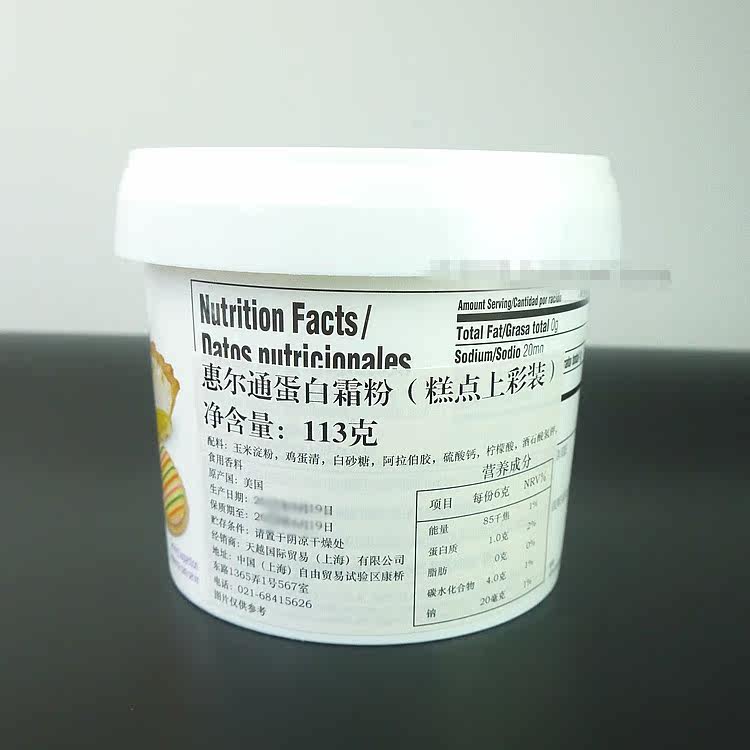 Nutrition Facts/
Datos nutricionales
Amount Serving/Cantidad por ración
Total Fat/Grasa total 0g
Sodium/Sodio 20mg
惠尔通蛋白霜粉（糕点上彩装）
净含量：113克
配料：玉米淀粉，鸡蛋清，白砂糖，阿拉伯胶，硫酸钙，柠檬酸，酒石酸氢钾，
食用香料
原产国：美国
生产日期：2 19日
保质期至：2 19日
贮存条件：请置于阴凉干燥处
经销商：天越国际贸易（上海）有限公司
地址：中国（上海）自由贸易试验区康桥
东路1365弄1号567室
电话：021-68415626
图片仅供参考
营养成分
项目 每份6克 NRV%
能量 85千焦 1%
蛋白质 1.0克 2%
脂肪 0克 0%
碳水化合物 4.0克 1%
钠 20毫克 1%